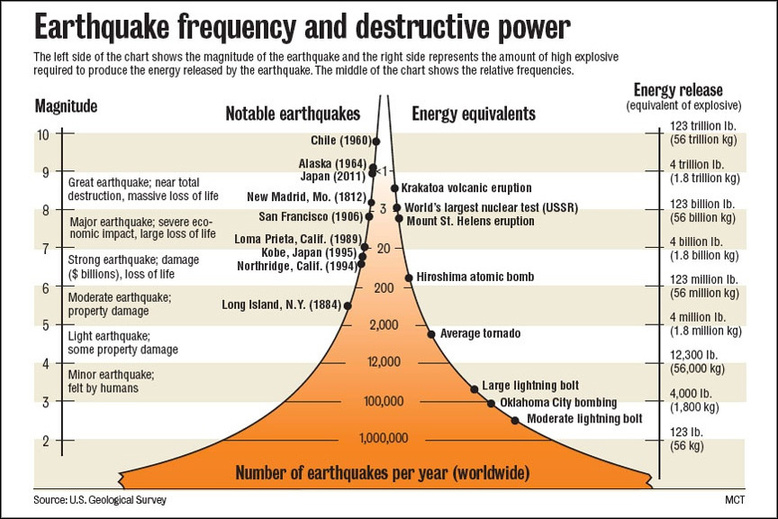 Earthquake frequency and destructive power
The left side of the chart shows the magnitude of the earthquake and the right side represents the amount of high explosive
required to produce the energy released by the earthquake. The middle of the chart shows the relative frequencies.
Magnitude
Notable earthquakes
Energy equivalents
Energy release
(equivalent of explosive)
10
9
8
7
6
5
4
3
2
Great earthquake; near total
destruction, massive loss of life
Major earthquake; severe eco-
nomic impact, large loss of life
Strong earthquake; damage
($ billions), loss of life
Moderate earthquake;
property damage
Light earthquake;
some property damage
Minor earthquake;
felt by humans
Chile (1960)
Alaska (1964)
Japan (2011)
New Madrid, Mo. (1812)
San Francisco (1906)
Loma Prieta, Calif. (1989)
Kobe, Japan (1995)
Northridge, Calif. (1994)
Long Island, N.Y. (1884)
<1
3
20
200
2,000
12,000
100,000
1,000,000
Krakatoa volcanic eruption
World's largest nuclear test (USSR)
Mount St. Helens eruption
Hiroshima atomic bomb
Average tornado
Large lightning bolt
Oklahoma City bombing
Moderate lightning bolt
123 trillion lb.
(56 trillion kg)
4 trillion lb.
(1.8 trillion kg)
123 billion lb.
(56 billion kg)
4 billion lb.
(1.8 billion kg)
123 million lb.
(56 million kg)
4 million lb.
(1.8 million kg)
12,300 lb.
(56,000 kg)
4,000 lb.
(1,800 kg)
123 lb.
(56 kg)
Number of earthquakes per year (worldwide)
Source: U.S. Geological Survey
MCT